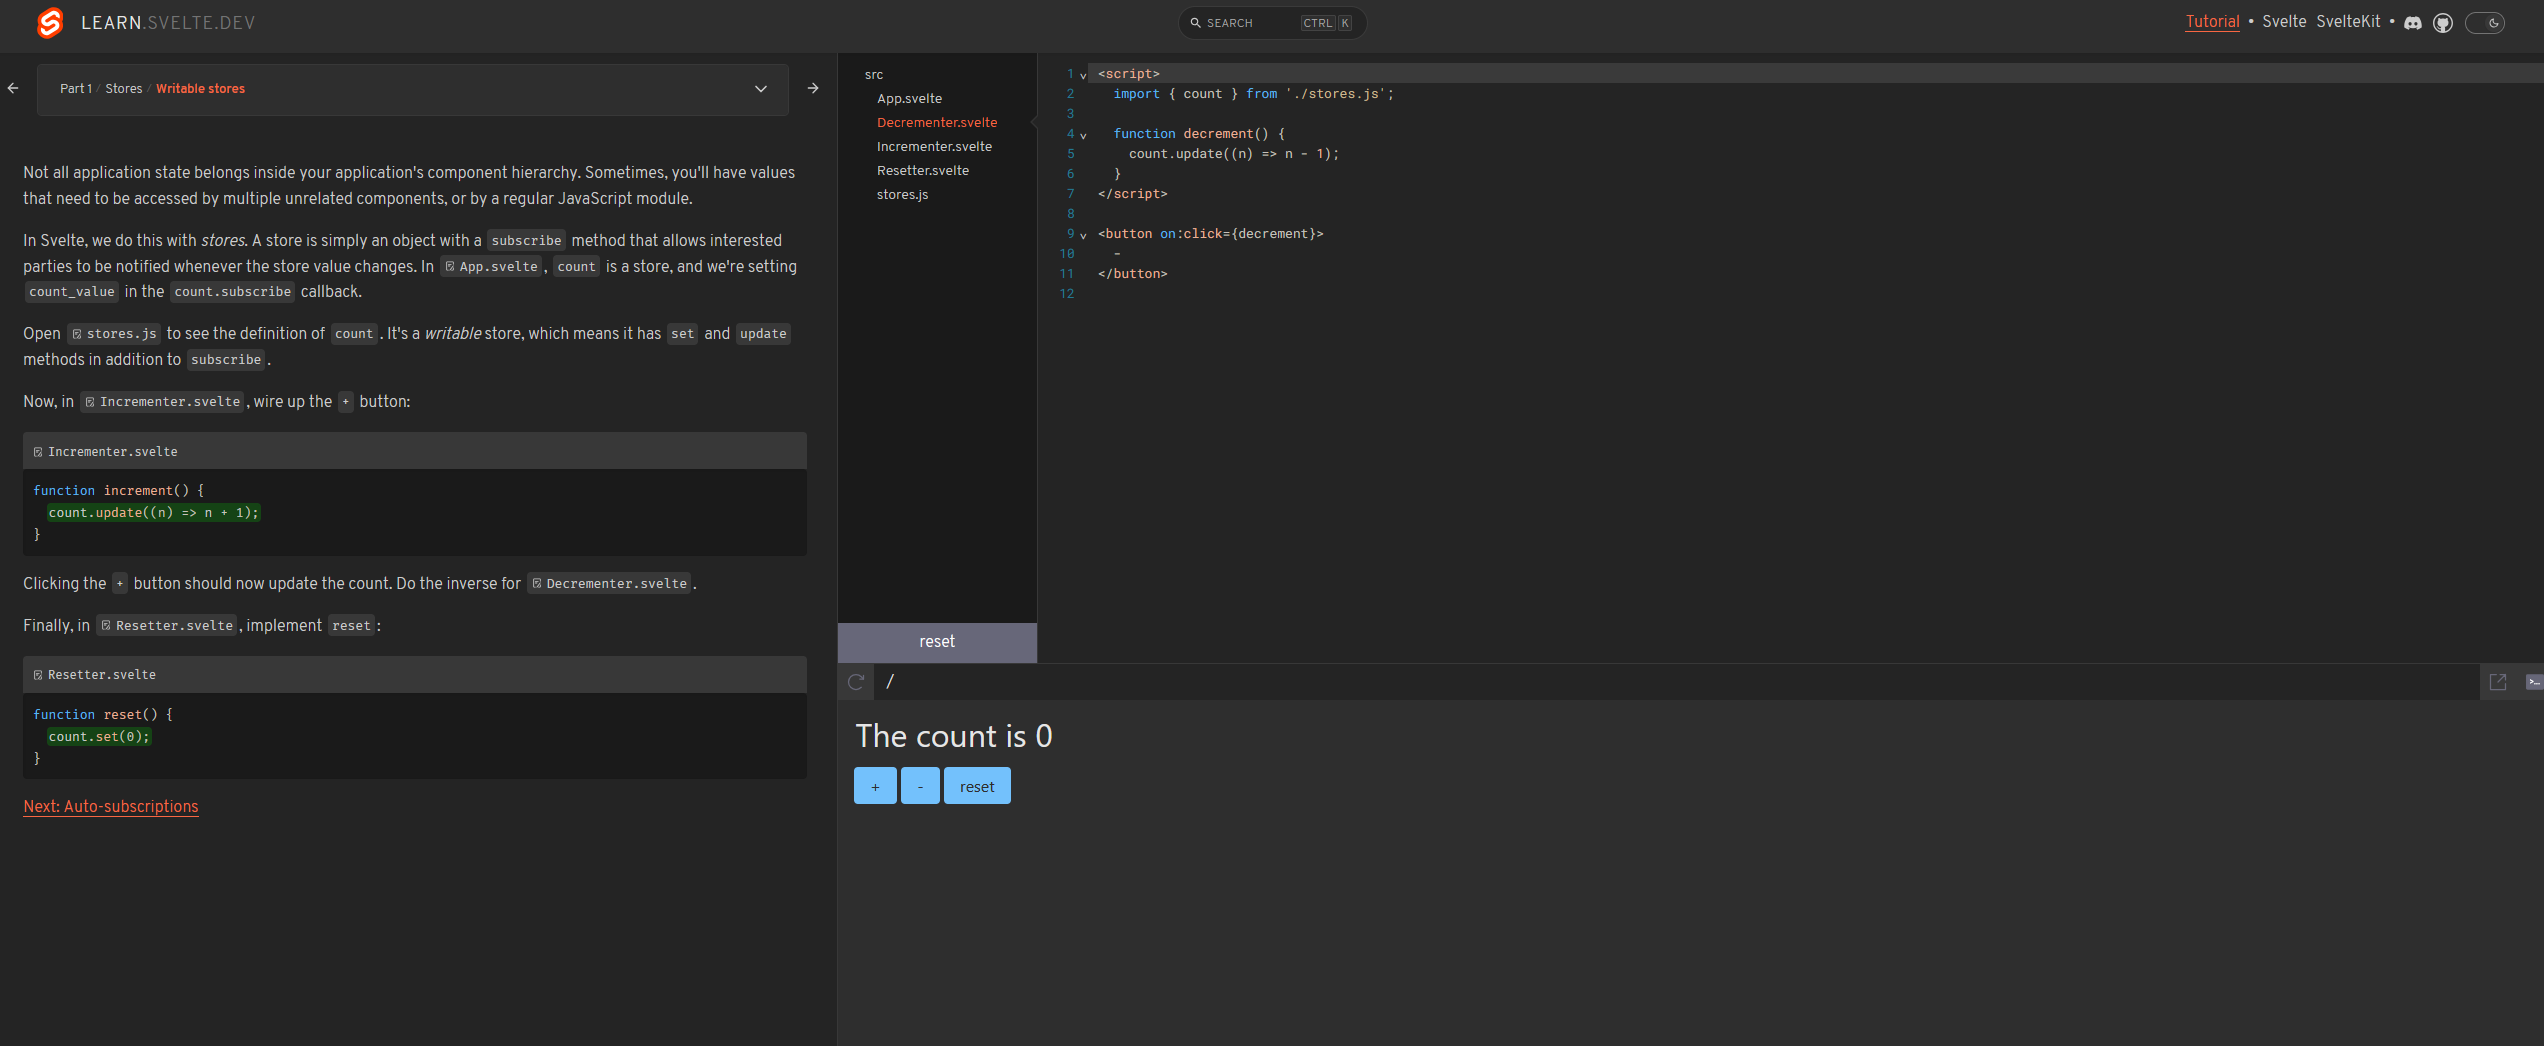 LEARN.SVELTE.DEV
SEARCH CTRL K
Tutorial • Svelte SvelteKit •
Part 1 / Stores / Writable stores
Not all application state belongs inside your application's component hierarchy. Sometimes, you'll have values
that need to be accessed by multiple unrelated components, or by a regular JavaScript module.
In Svelte, we do this with stores. A store is simply an object with a subscribe method that allows interested
parties to be notified whenever the store value changes. In App.svelte, count is a store, and we're setting
count_value in the count.subscribe callback.
Open stores.js to see the definition of count. It's a writable store, which means it has set and update
methods in addition to subscribe.
Now, in Incrementer.svelte, wire up the + button:
Incrementer.svelte
function increment() {
count.update((n) => n + 1);
}
Clicking the + button should now update the count. Do the inverse for Decrementer.svelte.
Finally, in Resetter.svelte, implement reset:
Resetter.svelte
function reset() {
count.set(0);
}
Next: Auto-subscriptions
src
App.svelte
Decrementer.svelte
Incrementer.svelte
Resetter.svelte
stores.js
reset
1 <script>
2 import { count } from './stores.js';
3
4 function decrement() {
5 count.update((n) => n - 1);
6 }
7 </script>
8
9 <button on:click={decrement}>
10 -
11 </button>
12
/
The count is 0
+ - reset